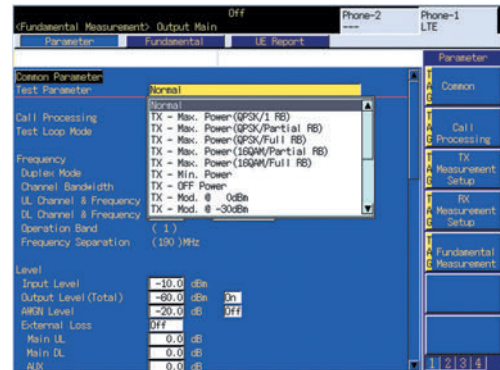 Off
<Fundamental Measurement> Output Main
Phone-2
---
Phone-1
LTE
Parameter
Fundamental
UE Report
Parameter
Common Parameter
Test Parameter
Normal
Normal
TX - Max. Power(QPSK/1 RB)
TX - Max. Power(QPSK/Partial RB)
TX - Max. Power(QPSK/Full RB)
TX - Max. Power(16QAM/Partial RB)
TX - Max. Power(16QAM/Full RB)
TX - Min. Power
TX - OFF Power
TX - Mod. @ 0dBm
TX - Mod. @ -30dBm
Call Processing
Test Loop Mode
Frequency
Duplex Mode
Channel Bandwidth
UL Channel & Frequency
DL Channel & Frequency
Operation Band ( 1)
Frequency Separation (190)MHz
Level
Input Level -10.0 dBm
Output Level(Total) -60.0 dBm On
AWGN Level -20.0 dB Off
External Loss Off
Main UL 0.0 dB
Main DL 0.0 dB
AUX 0.0 dB
TAG Common
TAG Call Processing
TAG TX Measurement Setup
TAG RX Measurement Setup
TAG Fundamental Measurement
1 2 3 4